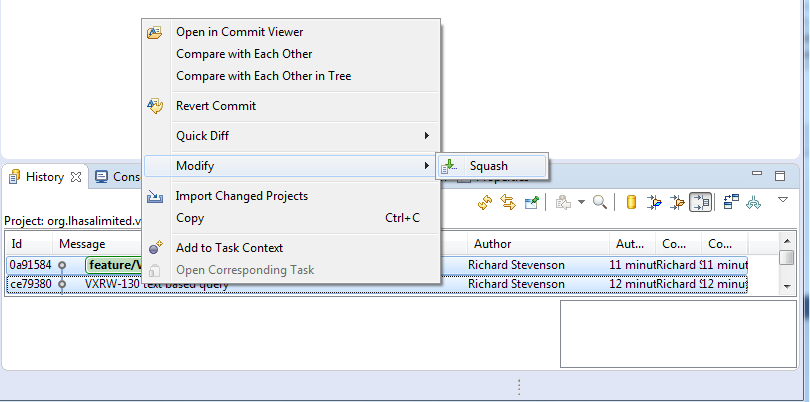 Open in Commit Viewer
Compare with Each Other
Compare with Each Other in Tree
Revert Commit
Quick Diff
Modify
Squash
Import Changed Projects
Copy Ctrl+C
Add to Task Context
Open Corresponding Task
History Cons
Project: org.lhasalimited.v
Id Message Author Aut... Co... Co...
0a91584 feature/V Richard Stevenson 11 minut Richard S 11 minut
ce79380 VXRW-130 text based query Richard Stevenson 12 minut Richard S 12 minut